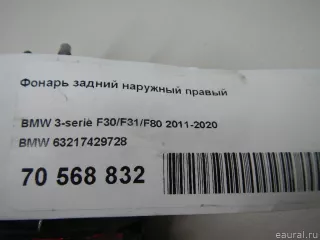 Фонарь задний наружный правый
BMW 3-serie F30/F31/F80 2011-2020
BMW 63217429728
70 568 832
eaural.ru